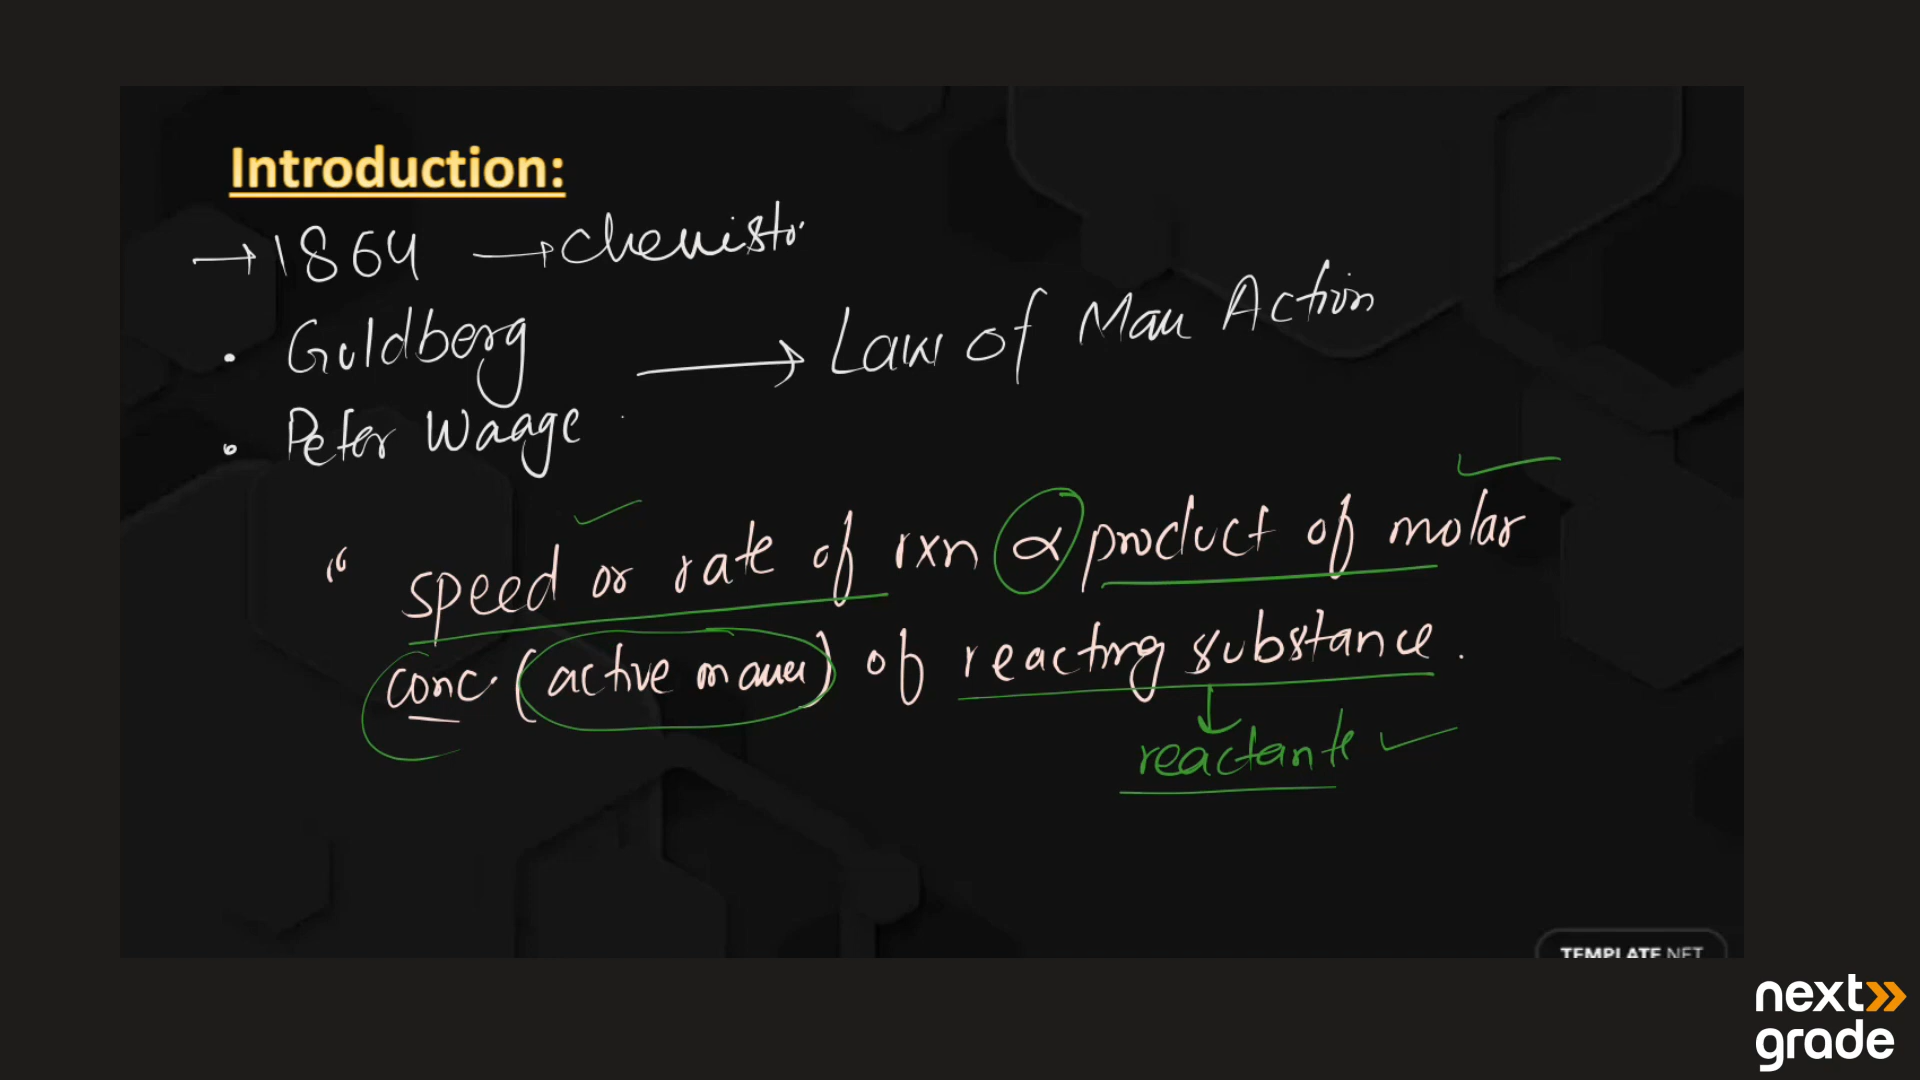 Introduction:
→ 1864 → Chemists
• Guldberg → Law of Mass Action
• Peter Waage
" speed or rate of rxn ∝ product of molar
conc. (active masses) of reacting substance.
reactants
TEMPLATE.NET
next
grade